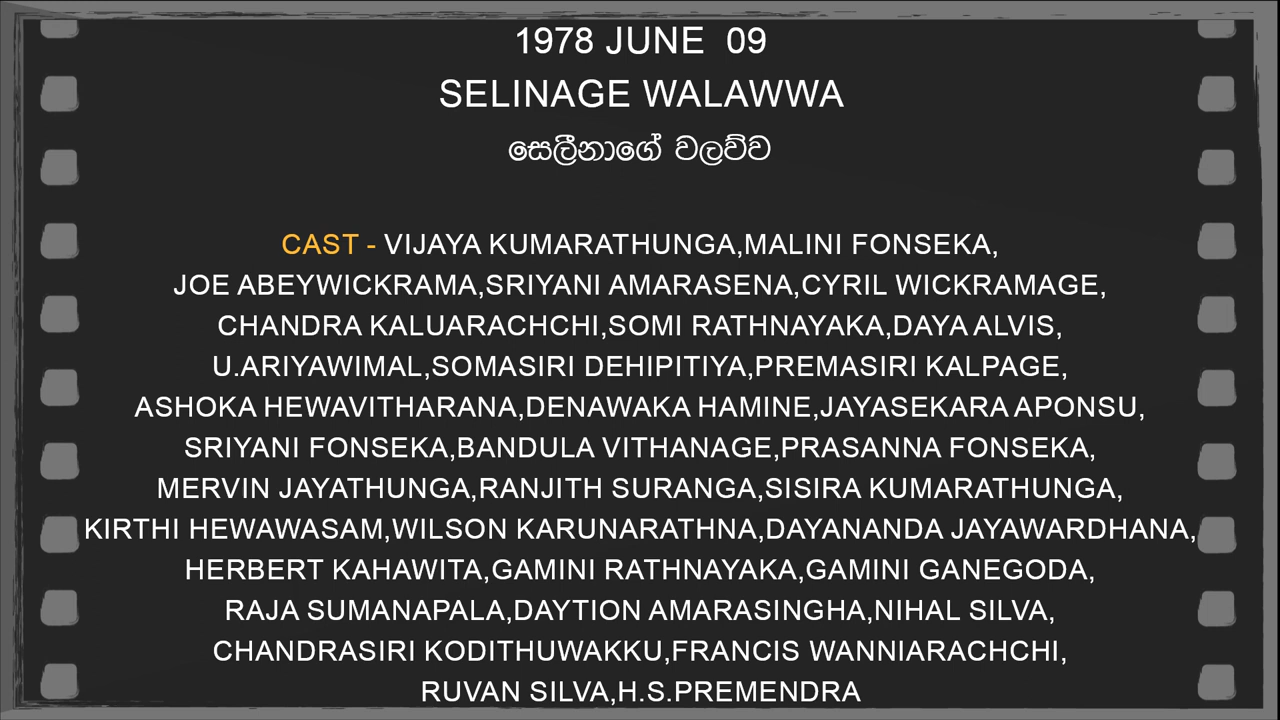 1978 JUNE  09
SELINAGE WALAWWA
සෙලීනාගේ වලව්ව
CAST - VIJAYA KUMARATHUNGA,MALINI FONSEKA,
JOE ABEYWICKRAMA,SRIYANI AMARASENA,CYRIL WICKRAMAGE,
CHANDRA KALUARACHCHI,SOMI RATHNAYAKA,DAYA ALVIS,
U.ARIYAWIMAL,SOMASIRI DEHIPITIYA,PREMASIRI KALPAGE,
ASHOKA HEWAVITHARANA,DENAWAKA HAMINE,JAYASEKARA APONSU,
SRIYANI FONSEKA,BANDULA VITHANAGE,PRASANNA FONSEKA,
MERVIN JAYATHUNGA,RANJITH SURANGA,SISIRA KUMARATHUNGA,
KIRTHI HEWAWASAM,WILSON KARUNARATHNA,DAYANANDA JAYAWARDHANA,
HERBERT KAHAWITA,GAMINI RATHNAYAKA,GAMINI GANEGODA,
RAJA SUMANAPALA,DAYTION AMARASINGHA,NIHAL SILVA,
CHANDRASIRI KODITHUWAKKU,FRANCIS WANNIARACHCHI,
RUVAN SILVA,H.S.PREMENDRA